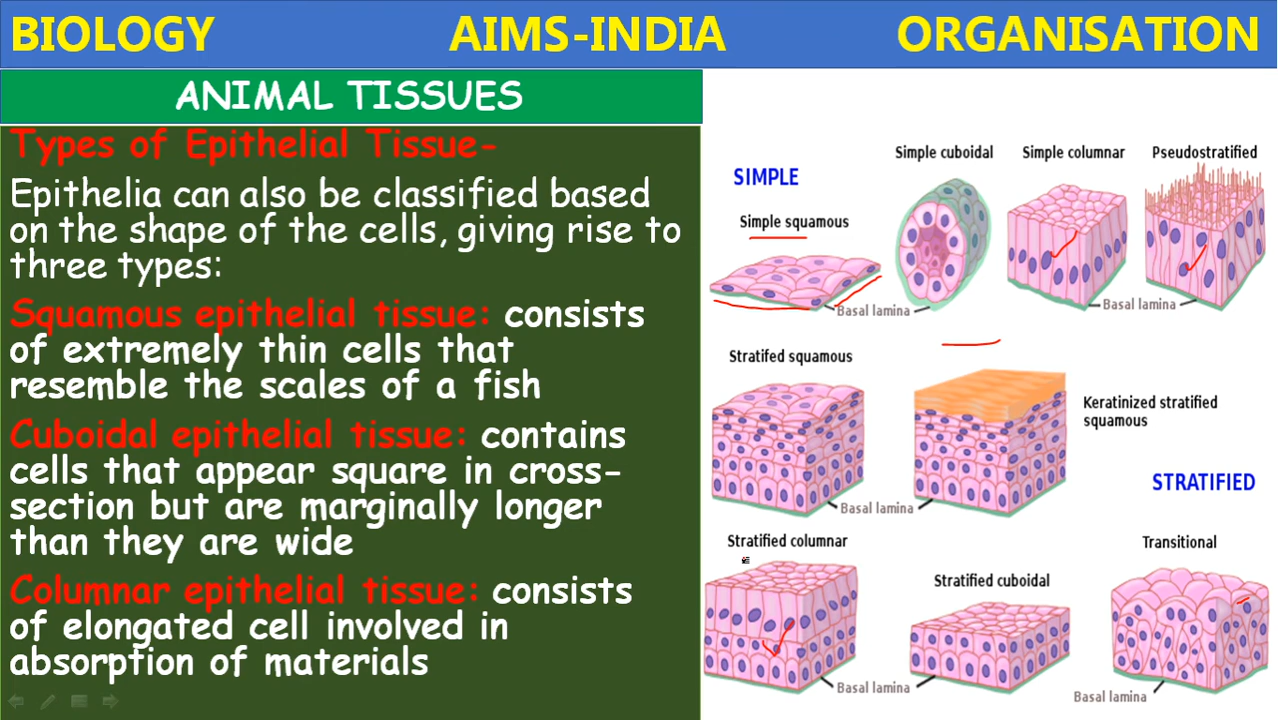 BIOLOGY AIMS-INDIA ORGANISATION
ANIMAL TISSUES
Types of Epithelial Tissue-
Epithelia can also be classified based
on the shape of the cells, giving rise to
three types:
Squamous epithelial tissue: consists
of extremely thin cells that
resemble the scales of a fish
Cuboidal epithelial tissue: contains
cells that appear square in cross-
section but are marginally longer
than they are wide
Columnar epithelial tissue: consists
of elongated cell involved in
absorption of materials
SIMPLE
Simple squamous
Simple cuboidal
Simple columnar
Pseudostratified
Basal lamina
Basal lamina
Stratifed squamous
Keratinized stratified
squamous
Basal lamina
STRATIFIED
Stratified columnar
Stratified cuboidal
Transitional
Basal lamina
Basal lamina